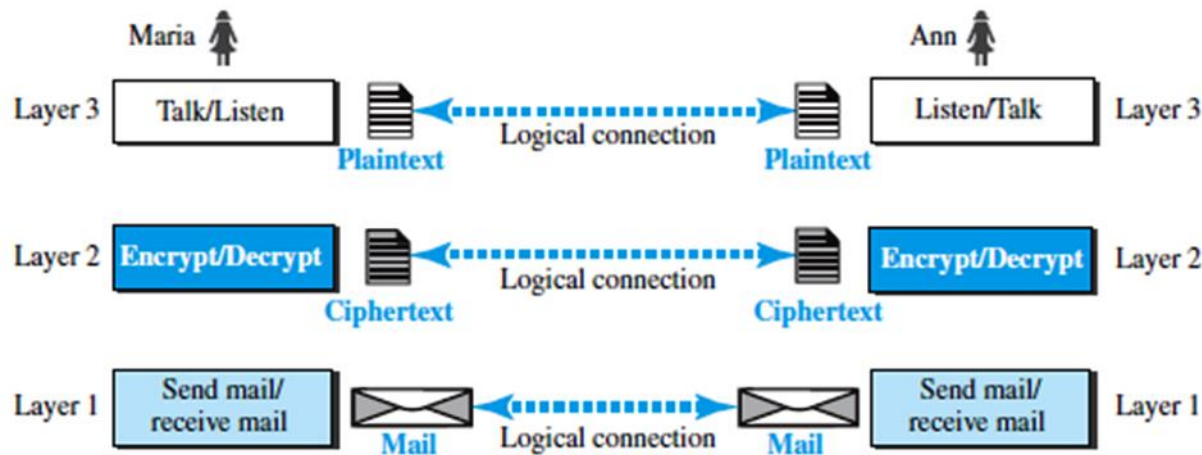 Maria
Ann
Layer 3
Talk/Listen
Plaintext
Logical connection
Plaintext
Listen/Talk
Layer 3
Layer 2
Encrypt/Decrypt
Ciphertext
Logical connection
Ciphertext
Encrypt/Decrypt
Layer 2
Layer 1
Send mail/
receive mail
Mail
Logical connection
Mail
Send mail/
receive mail
Layer 1